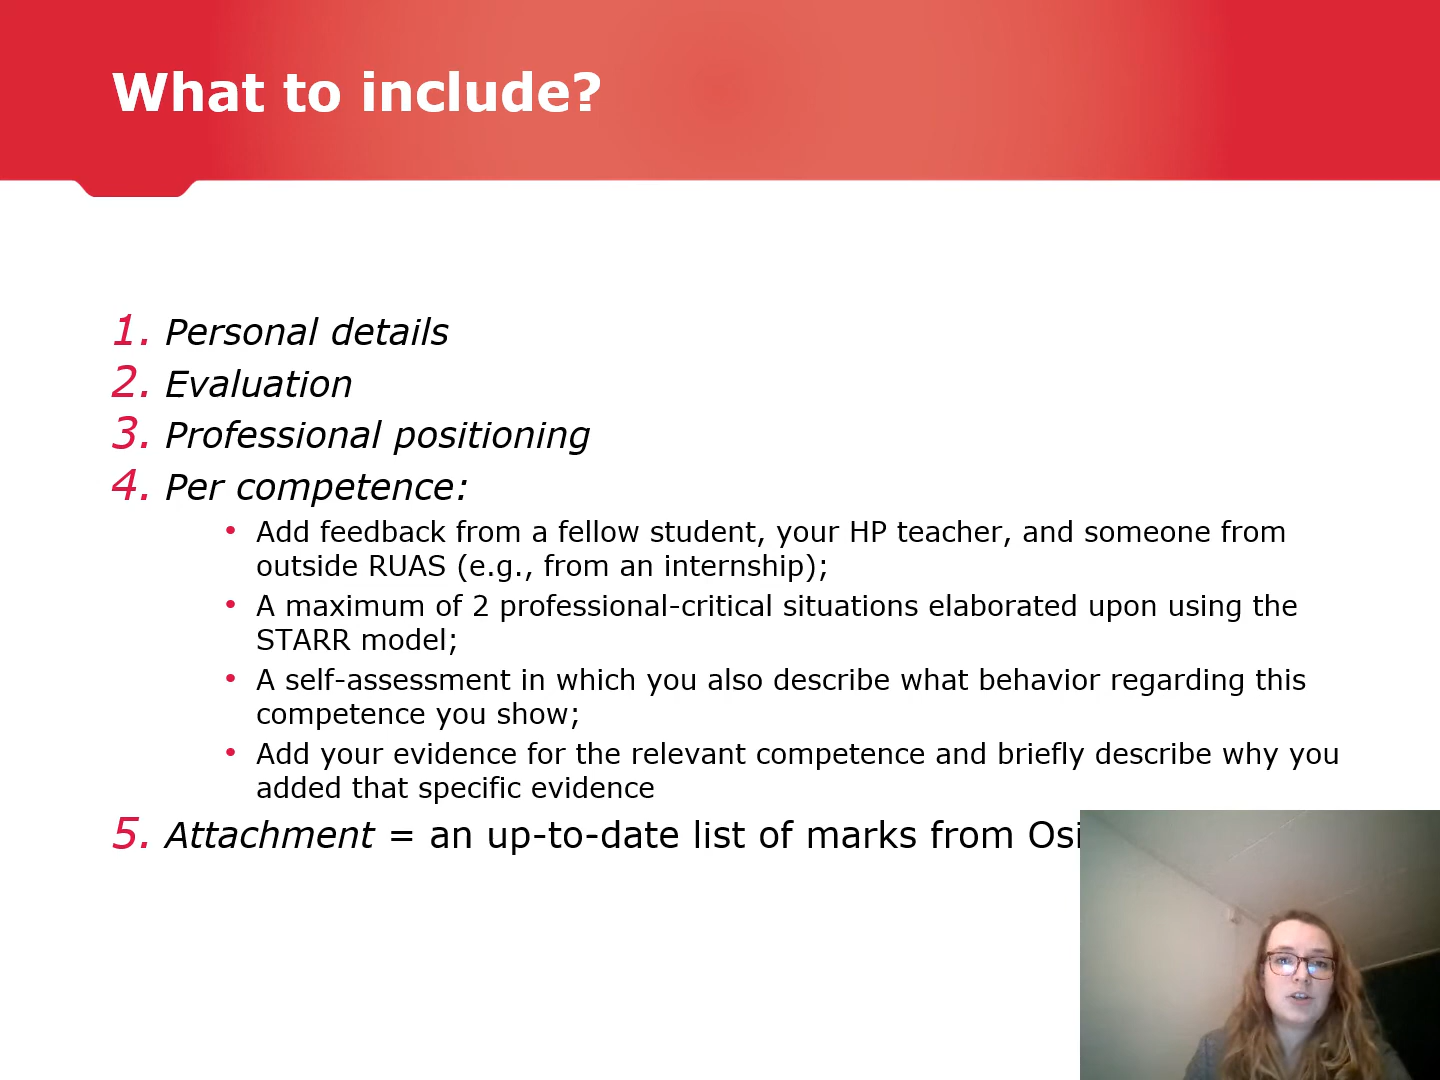 What to include?
1. Personal details
2. Evaluation
3. Professional positioning
4. Per competence:
• Add feedback from a fellow student, your HP teacher, and someone from
outside RUAS (e.g., from an internship);
• A maximum of 2 professional-critical situations elaborated upon using the
STARR model;
• A self-assessment in which you also describe what behavior regarding this
competence you show;
• Add your evidence for the relevant competence and briefly describe why you
added that specific evidence
5. Attachment = an up-to-date list of marks from